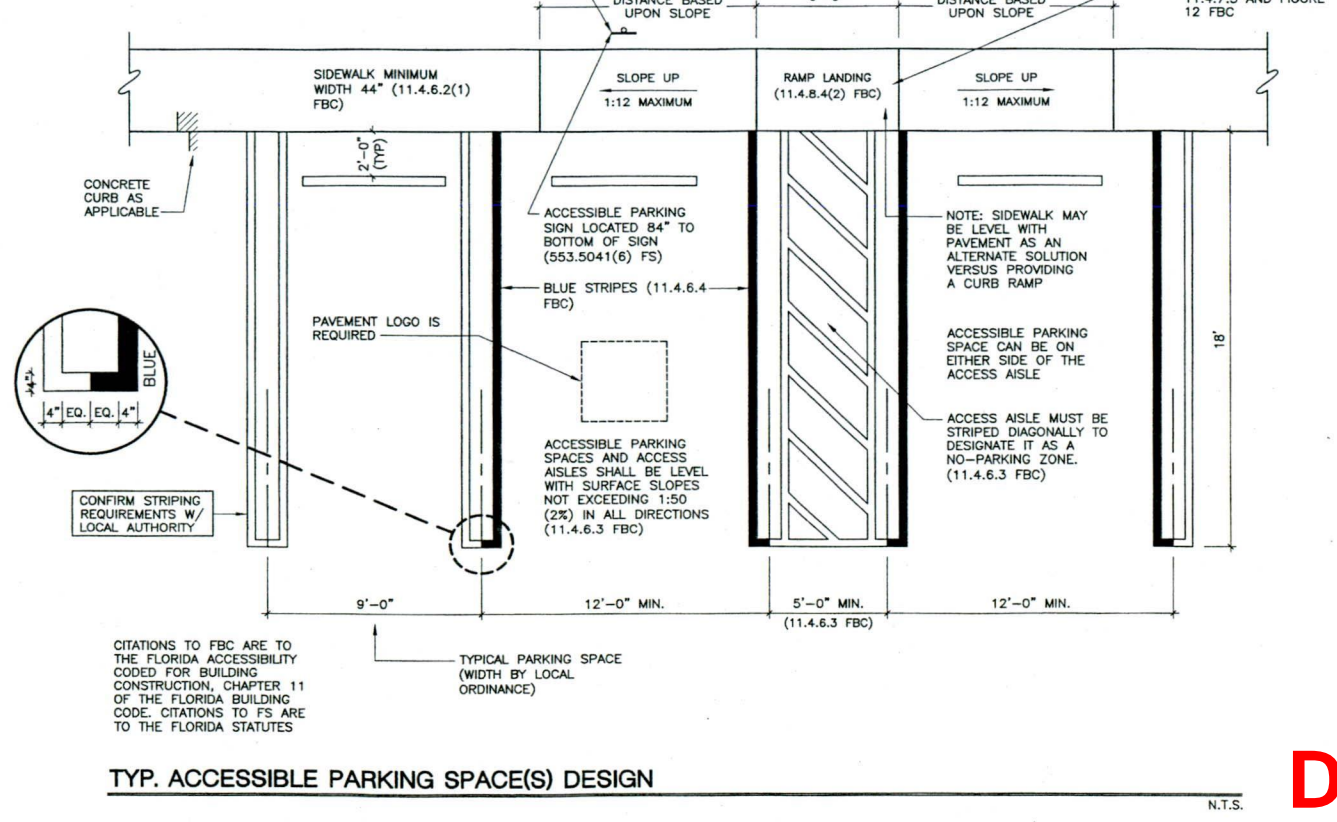 DISTANCE BASED
UPON SLOPE
DISTANCE BASED
UPON SLOPE
12 FBC
SIDEWALK MINIMUM
WIDTH 44" (11.4.6.2(1)
FBC)
SLOPE UP
1:12 MAXIMUM
RAMP LANDING
(11.4.8.4(2) FBC)
SLOPE UP
1:12 MAXIMUM
2'-0"
(TYP)
CONCRETE
CURB AS
APPLICABLE
ACCESSIBLE PARKING
SIGN LOCATED 84" TO
BOTTOM OF SIGN
(553.5041(6) FS)
BLUE STRIPES (11.4.6.4
FBC)
NOTE: SIDEWALK MAY
BE LEVEL WITH
PAVEMENT AS AN
ALTERNATE SOLUTION
VERSUS PROVIDING
A CURB RAMP
PAVEMENT LOGO IS
REQUIRED
ACCESSIBLE PARKING
SPACE CAN BE ON
EITHER SIDE OF THE
ACCESS AISLE
18'
4"
BLUE
4" EQ. EQ. 4"
ACCESS AISLE MUST BE
STRIPED DIAGONALLY TO
DESIGNATE IT AS A
NO-PARKING ZONE.
(11.4.6.3 FBC)
ACCESSIBLE PARKING
SPACES AND ACCESS
AISLES SHALL BE LEVEL
WITH SURFACE SLOPES
NOT EXCEEDING 1:50
(2%) IN ALL DIRECTIONS
(11.4.6.3 FBC)
CONFIRM STRIPING
REQUIREMENTS W/
LOCAL AUTHORITY
9'-0"
12'-0" MIN.
5'-0" MIN.
(11.4.6.3 FBC)
12'-0" MIN.
CITATIONS TO FBC ARE TO
THE FLORIDA ACCESSIBILITY
CODED FOR BUILDING
CONSTRUCTION, CHAPTER 11
OF THE FLORIDA BUILDING
CODE. CITATIONS TO FS ARE
TO THE FLORIDA STATUTES
TYPICAL PARKING SPACE
(WIDTH BY LOCAL
ORDINANCE)
TYP. ACCESSIBLE PARKING SPACE(S) DESIGN
N.T.S.
D